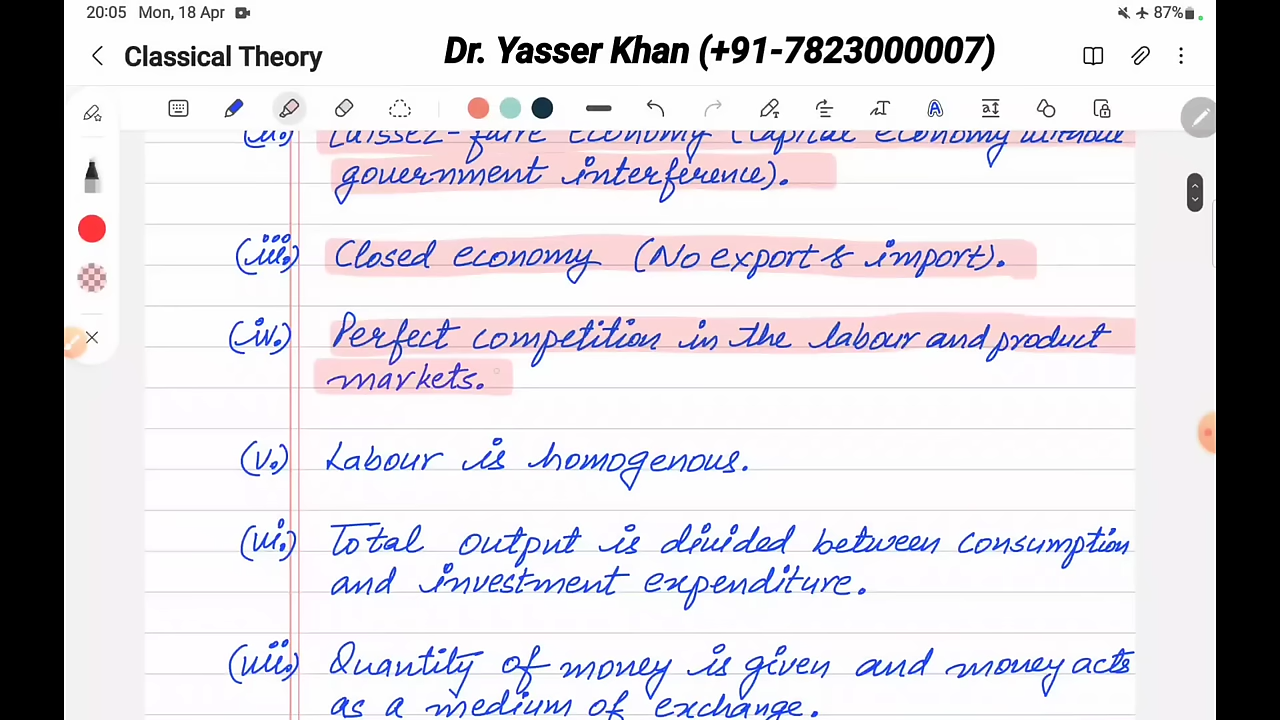 20:05 Mon, 18 Apr
87%
Classical Theory
Dr. Yasser Khan (+91-7823000007)
(ii.) Laissez-faire economy (Capital economy without
government interference).
(iii.) Closed economy (No export & import).
(iv.) Perfect competition in the labour and product
markets.
(v.) Labour is homogenous.
(vi.) Total output is divided between consumption
and investment expenditure.
(vii.) Quantity of money is given and money acts
as a medium of exchange.